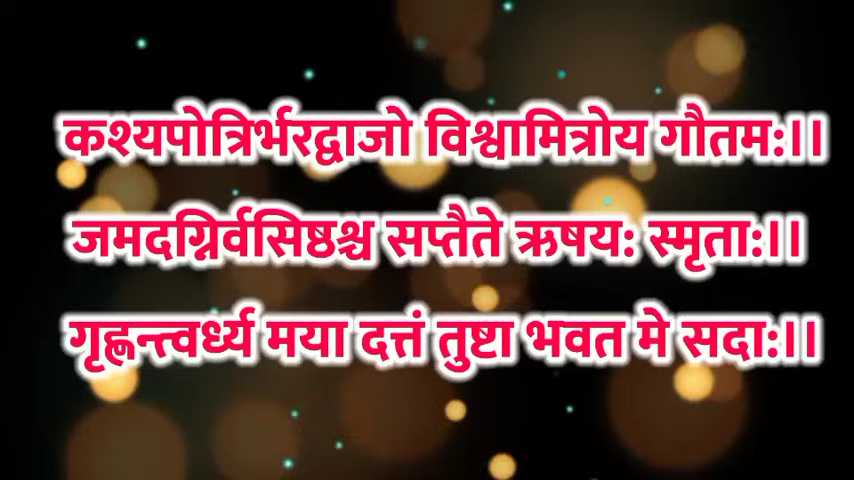 कश्यपोत्रिर्भरद्वाजो विश्वामित्रोय गौतम:।।
जमदग्निर्वसिष्ठश्च सप्तैते ऋषय: स्मृता:।।
गृह्णन्त्वर्ध्य मया दत्तं तुष्टा भवत मे सदा:।।